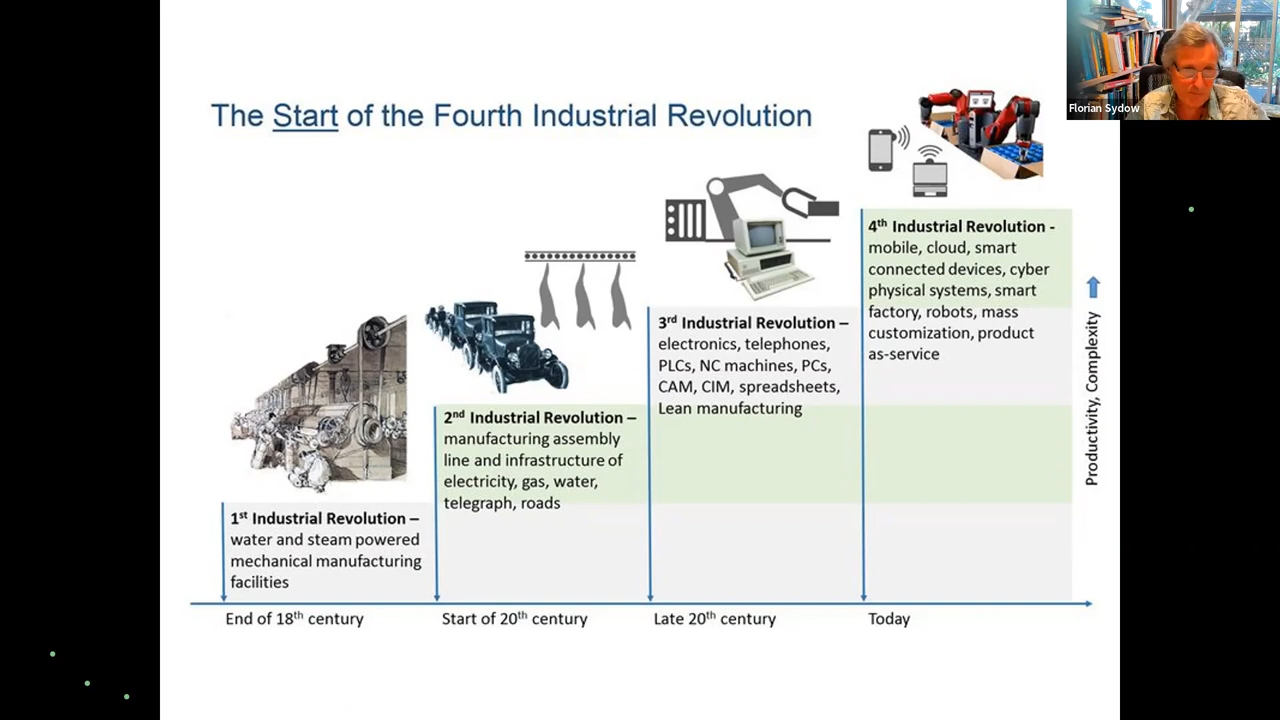 Florian Sydow
The Start of the Fourth Industrial Revolution
4th Industrial Revolution -
mobile, cloud, smart
connected devices, cyber
physical systems, smart
factory, robots, mass
customization, product
as-service
3rd Industrial Revolution –
electronics, telephones,
PLCs, NC machines, PCs,
CAM, CIM, spreadsheets,
Lean manufacturing
2nd Industrial Revolution –
manufacturing assembly
line and infrastructure of
electricity, gas, water,
telegraph, roads
1st Industrial Revolution –
water and steam powered
mechanical manufacturing
facilities
Productivity, Complexity
End of 18th century
Start of 20th century
Late 20th century
Today